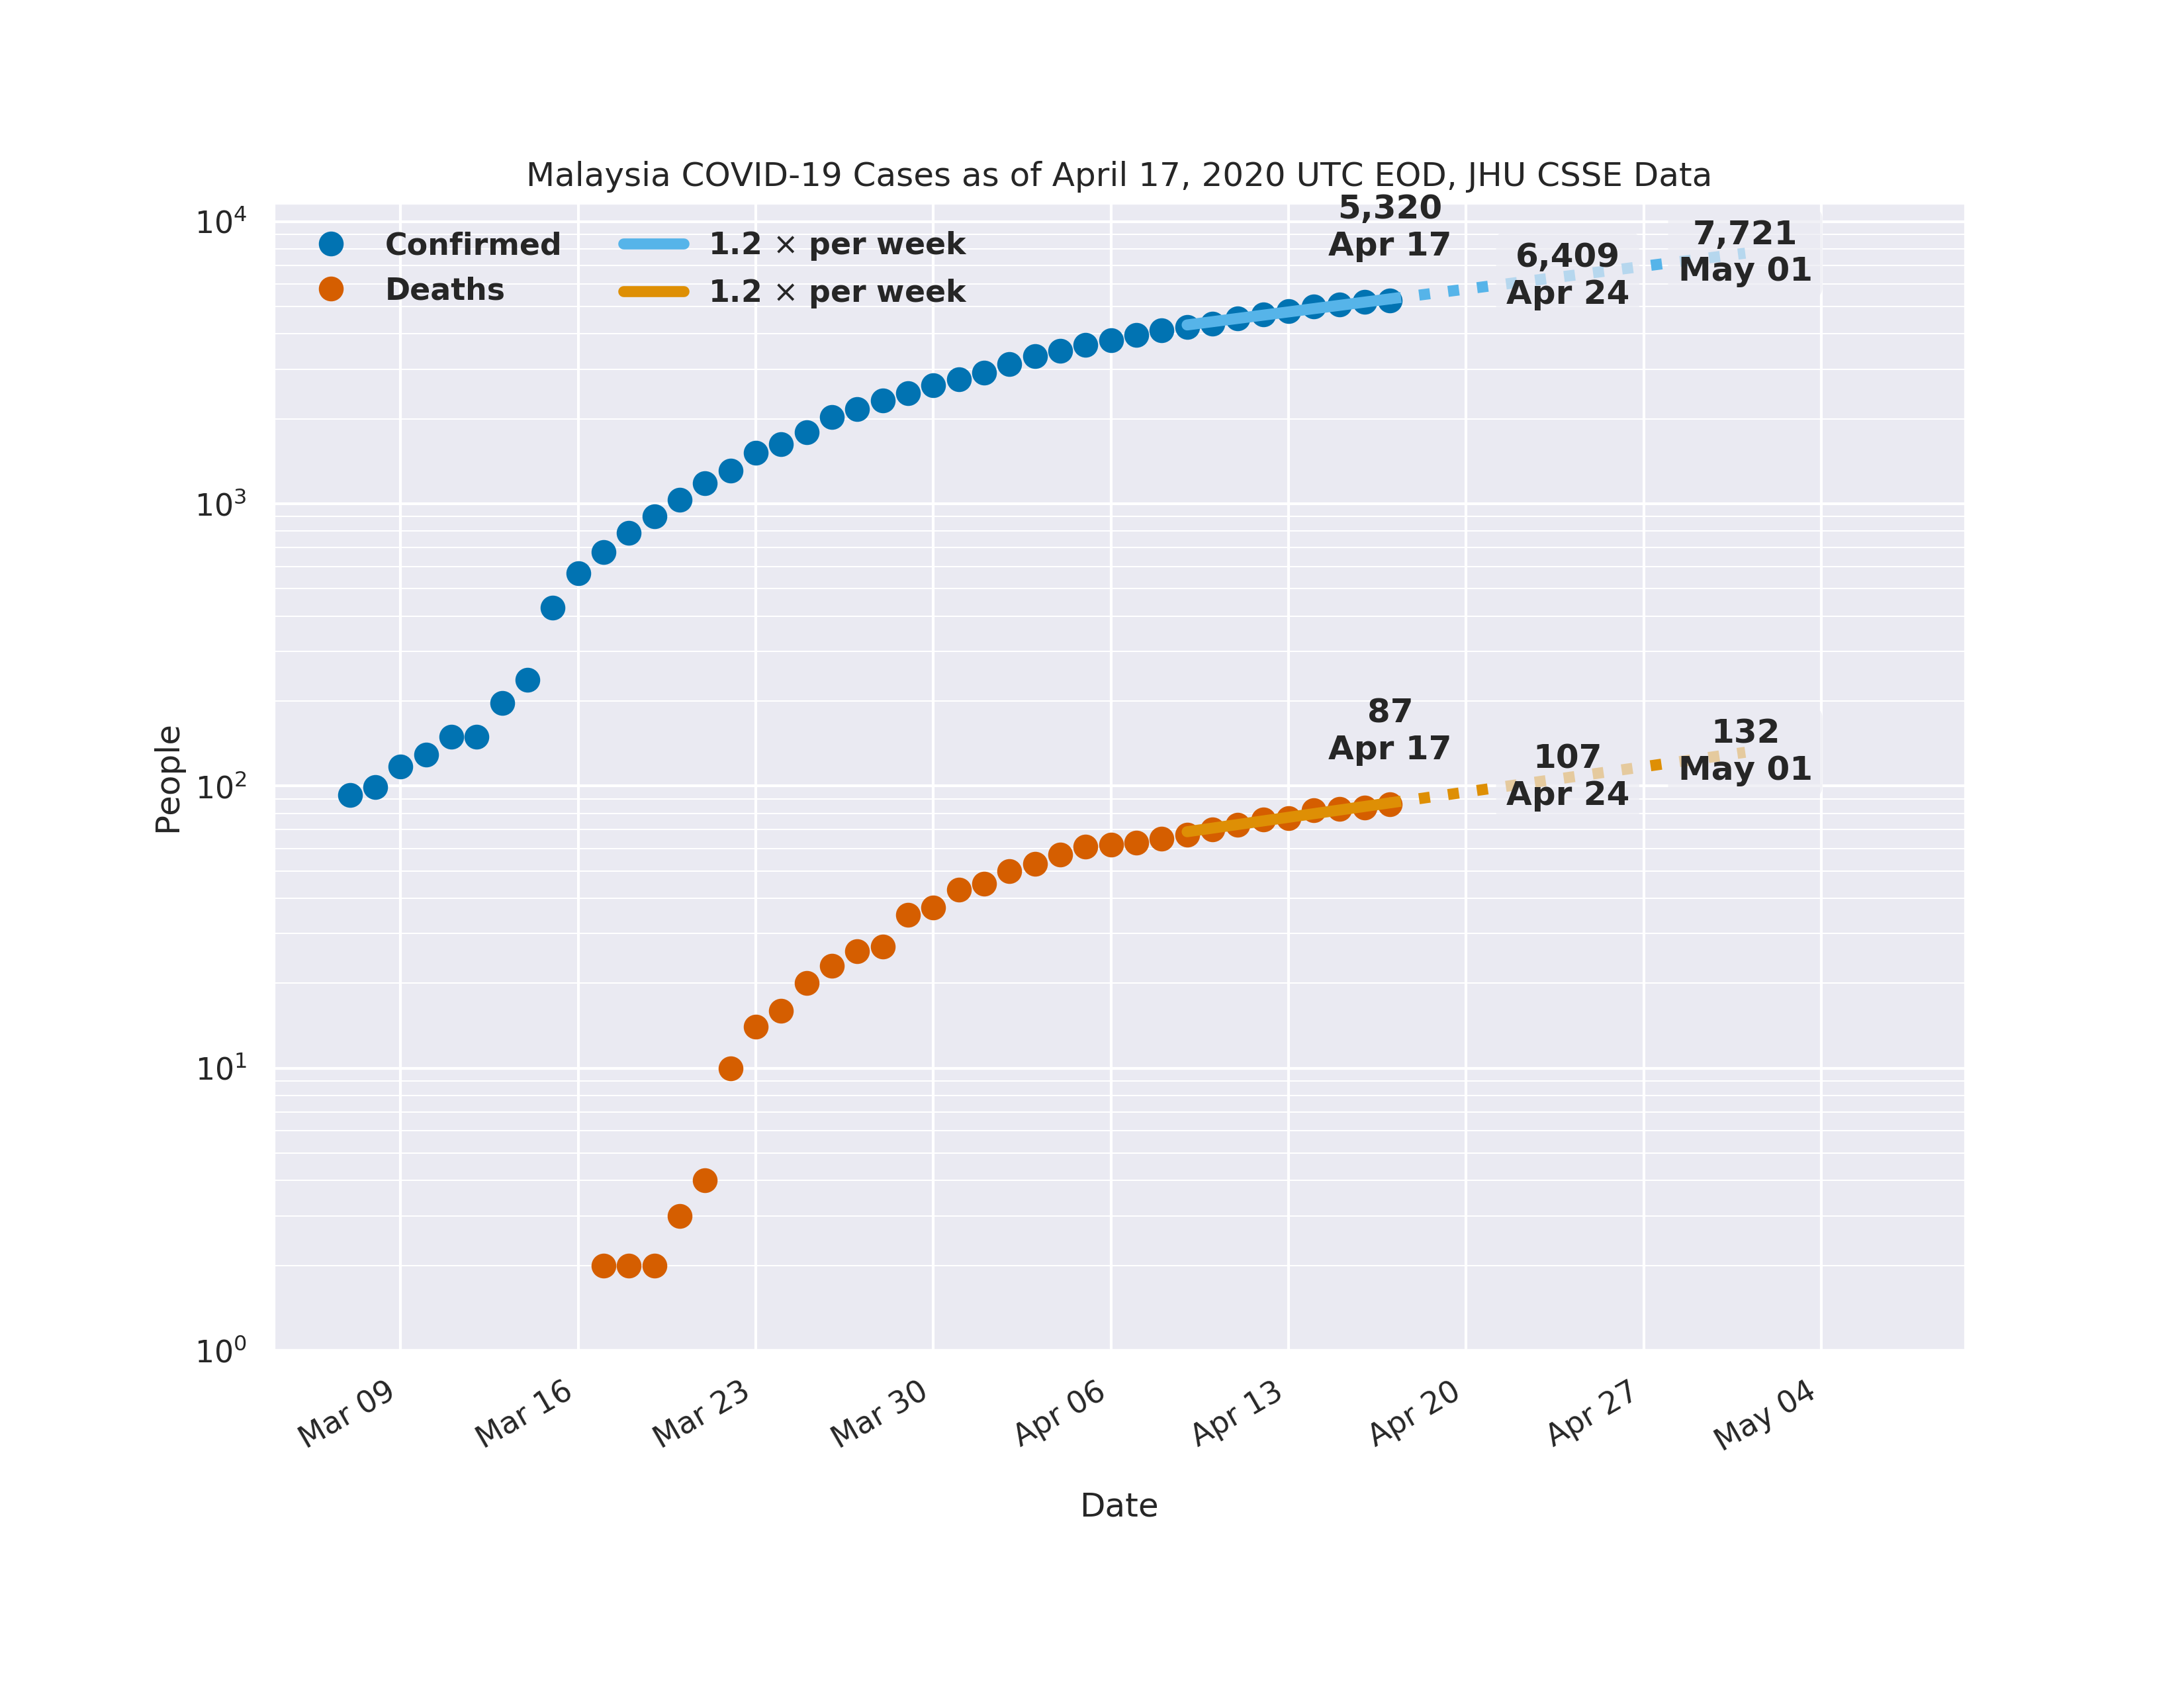 Malaysia COVID-19 Cases as of April 17, 2020 UTC EOD, JHU CSSE Data
Confirmed
Deaths
1.2 × per week
1.2 × per week
5,320
Apr 17
6,409
Apr 24
7,721
May 01
87
Apr 17
107
Apr 24
132
May 01
People
10⁴
10³
10²
10¹
10⁰
Mar 09
Mar 16
Mar 23
Mar 30
Apr 06
Apr 13
Apr 20
Apr 27
May 04
Date